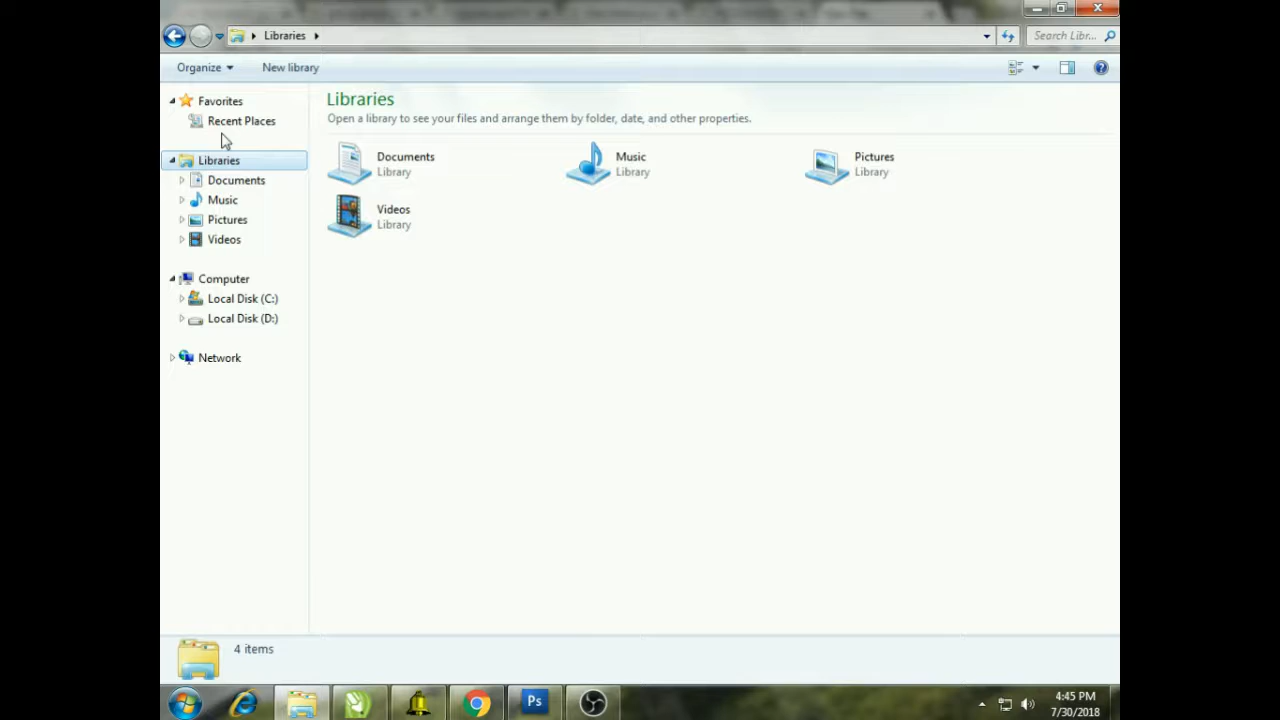 Libraries
Search Libr...
Organize
New library
Favorites
Recent Places
Libraries
Documents
Music
Pictures
Videos
Computer
Local Disk (C:)
Local Disk (D:)
Network
Libraries
Open a library to see your files and arrange them by folder, date, and other properties.
Documents
Library
Music
Library
Pictures
Library
Videos
Library
4 items
Ps
4:45 PM
7/30/2018